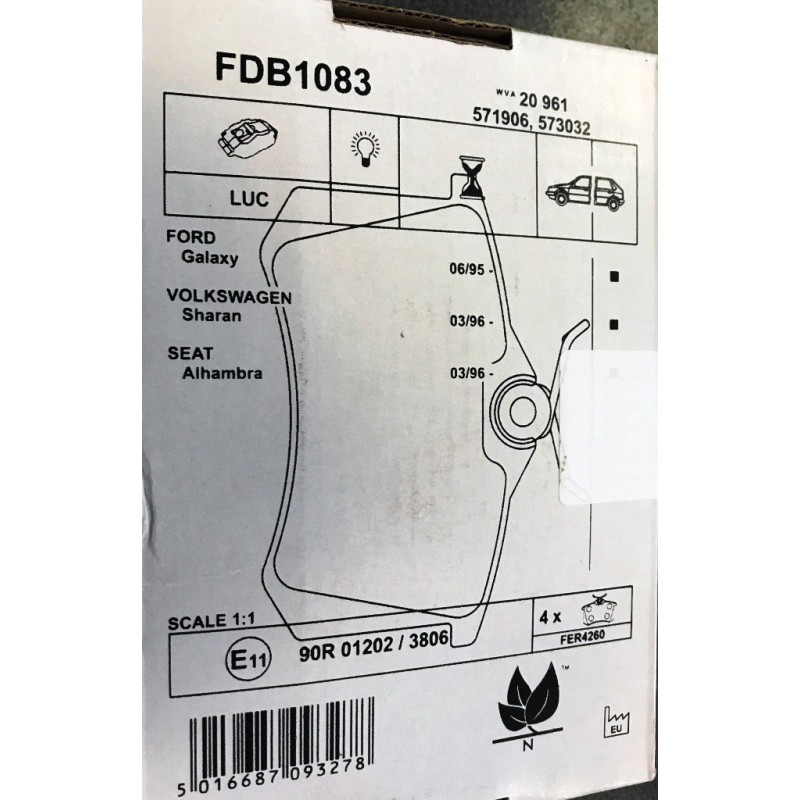 FDB1083
WVA 20 961
571906, 573032
LUC
FORD
Galaxy 06/95 -
VOLKSWAGEN
Sharan 03/96 -
SEAT
Alhambra 03/96 -
SCALE 1:1
E11 90R 01202 / 3806
4 x
FER4260
TM
N
EU
5 016687 093278